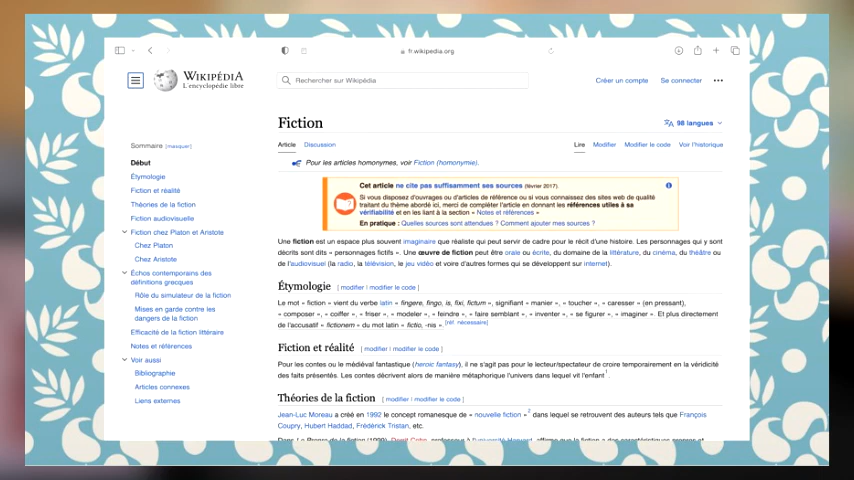 fr.wikipedia.org
WIKIPÉDIA
L'encyclopédie libre
Rechercher sur Wikipédia
Créer un compte
Se connecter
Fiction
98 langues
Article
Discussion
Lire
Modifier
Modifier le code
Voir l'historique
Pour les articles homonymes, voir Fiction (homonymie).
Sommaire [masquer]
Début
Étymologie
Fiction et réalité
Théories de la fiction
Fiction audiovisuelle
Fiction chez Platon et Aristote
Chez Platon
Chez Aristote
Échos contemporains des
définitions grecques
Rôle du simulateur de la fiction
Mises en garde contre les
dangers de la fiction
Efficacité de la fiction littéraire
Notes et références
Voir aussi
Bibliographie
Articles connexes
Liens externes
Cet article ne cite pas suffisamment ses sources (février 2017).
Si vous disposez d'ouvrages ou d'articles de référence ou si vous connaissez des sites web de qualité
traitant du thème abordé ici, merci de compléter l'article en donnant les références utiles à sa
vérifiabilité et en les liant à la section « Notes et références »
En pratique : Quelles sources sont attendues ? Comment ajouter mes sources ?
Une fiction est un espace plus souvent imaginaire que réaliste qui peut servir de cadre pour le récit d'une histoire. Les personnages qui y sont
décrits sont dits « personnages fictifs ». Une œuvre de fiction peut être orale ou écrite, du domaine de la littérature, du cinéma, du théâtre ou
de l'audiovisuel (la radio, la télévision, le jeu vidéo et voire d'autres formes qui se développent sur internet).
Étymologie [ modifier | modifier le code ]
Le mot « fiction » vient du verbe latin « fingere, fingo, is, fixi, fictum », signifiant « manier », « toucher », « caresser » (en pressant),
« composer », « coiffer », « friser », « modeler », « feindre », « faire semblant », « inventer », « se figurer », « imaginer ». Et plus directement
de l'accusatif « fictionem » du mot latin « fictio, -nis ». [réf. nécessaire]
Fiction et réalité [ modifier | modifier le code ]
Pour les contes ou le médiéval fantastique (heroic fantasy), il ne s'agit pas pour le lecteur/spectateur de croire temporairement en la véridicité
des faits présentés. Les contes décrivent alors de manière métaphorique l'univers dans lequel vit l'enfant 1.
Théories de la fiction [ modifier | modifier le code ]
Jean-Luc Moreau a créé en 1992 le concept romanesque de « nouvelle fiction » 2 dans lequel se retrouvent des auteurs tels que François
Coupry, Hubert Haddad, Frédérick Tristan, etc.